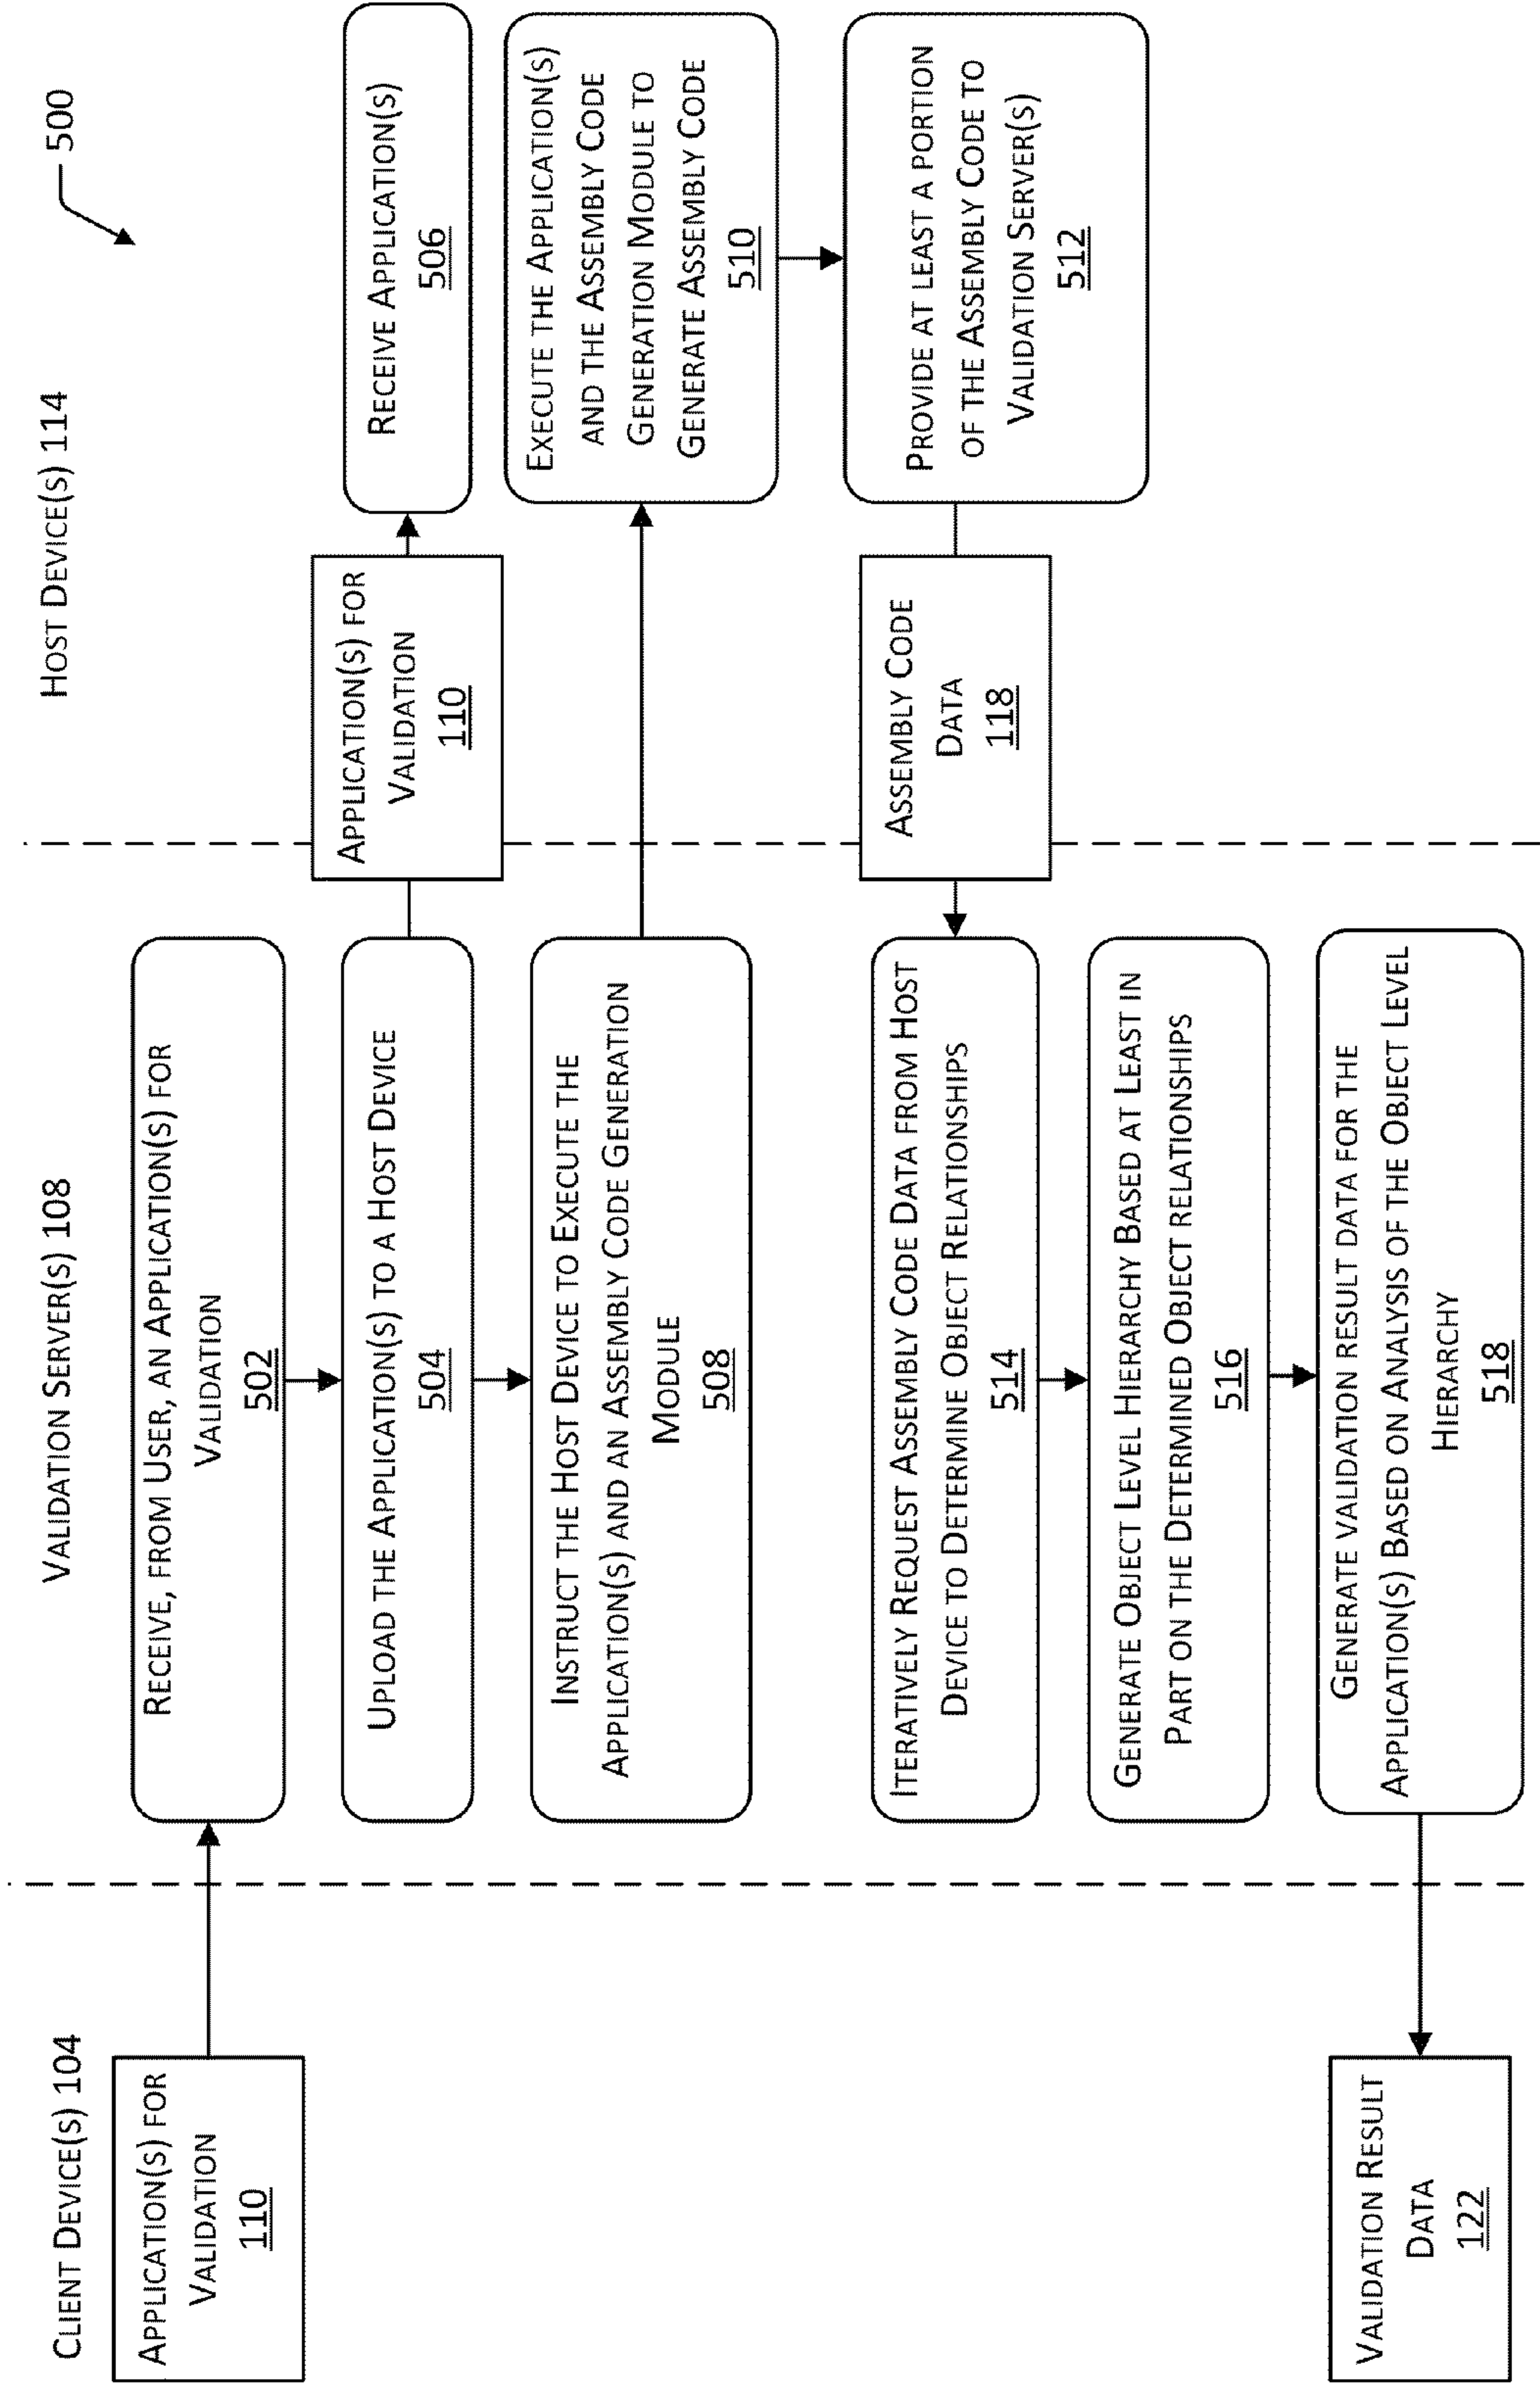 500
CLIENT DEVICE(S) 104
VALIDATION SERVER(S) 108
HOST DEVICE(S) 114
APPLICATION(S) FOR
VALIDATION
110
RECEIVE, FROM USER, AN APPLICATION(S) FOR
VALIDATION
502
UPLOAD THE APPLICATION(S) TO A HOST DEVICE
504
APPLICATION(S) FOR
VALIDATION
110
RECEIVE APPLICATION(S)
506
INSTRUCT THE HOST DEVICE TO EXECUTE THE
APPLICATION(S) AND AN ASSEMBLY CODE GENERATION
MODULE
508
EXECUTE THE APPLICATION(S)
AND THE ASSEMBLY CODE
GENERATION MODULE TO
GENERATE ASSEMBLY CODE
510
PROVIDE AT LEAST A PORTION
OF THE ASSEMBLY CODE TO
VALIDATION SERVER(S)
512
ASSEMBLY CODE
DATA
118
ITERATIVELY REQUEST ASSEMBLY CODE DATA FROM HOST
DEVICE TO DETERMINE OBJECT RELATIONSHIPS
514
GENERATE OBJECT LEVEL HIERARCHY BASED AT LEAST IN
PART ON THE DETERMINED OBJECT RELATIONSHIPS
516
GENERATE VALIDATION RESULT DATA FOR THE
APPLICATION(S) BASED ON ANALYSIS OF THE OBJECT LEVEL
HIERARCHY
518
VALIDATION RESULT
DATA
122